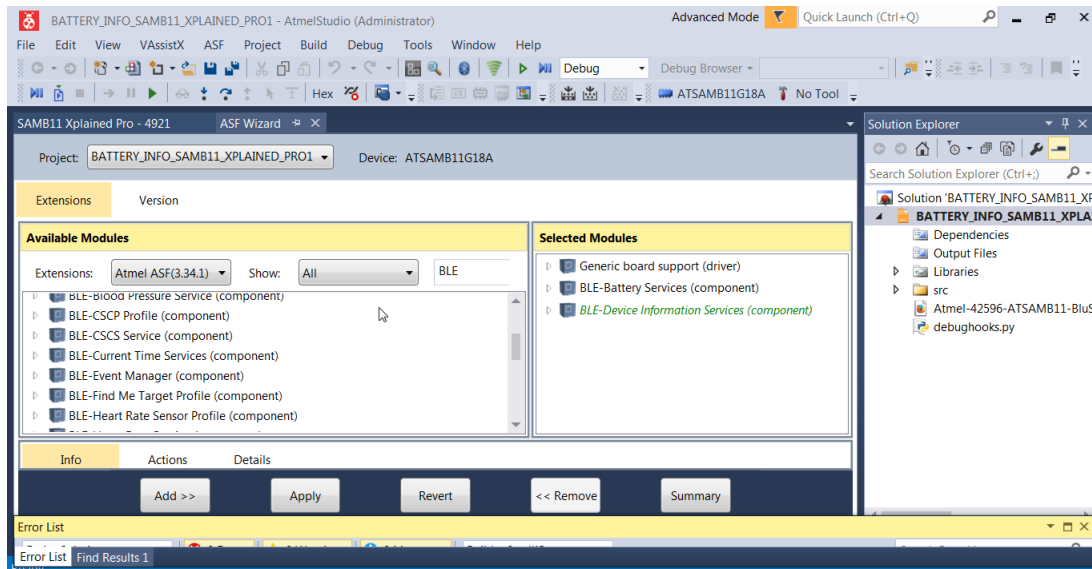 BATTERY_INFO_SAMB11_XPLAINED_PRO1 - AtmelStudio (Administrator) Advanced Mode Quick Launch (Ctrl+Q)
File Edit View VAssistX ASF Project Build Debug Tools Window Help
Debug Debug Browser
Hex ATSAMB11G18A No Tool
SAMB11 Xplained Pro - 4921 ASF Wizard Solution Explorer
Project: BATTERY_INFO_SAMB11_XPLAINED_PRO1 Device: ATSAMB11G18A
Search Solution Explorer (Ctrl+;)
Extensions Version
Solution 'BATTERY_INFO_SAMB11_XP
BATTERY_INFO_SAMB11_XPLA
Dependencies
Output Files
Libraries
src
Atmel-42596-ATSAMB11-BluS
debughooks.py
Available Modules
Extensions: Atmel ASF(3.34.1) Show: All BLE
BLE-Blood Pressure Service (component)
BLE-CSCP Profile (component)
BLE-CSCS Service (component)
BLE-Current Time Services (component)
BLE-Event Manager (component)
BLE-Find Me Target Profile (component)
BLE-Heart Rate Sensor Profile (component)
Selected Modules
Generic board support (driver)
BLE-Battery Services (component)
BLE-Device Information Services (component)
Info Actions Details
Add >> Apply Revert << Remove Summary
Error List
Error List Find Results 1